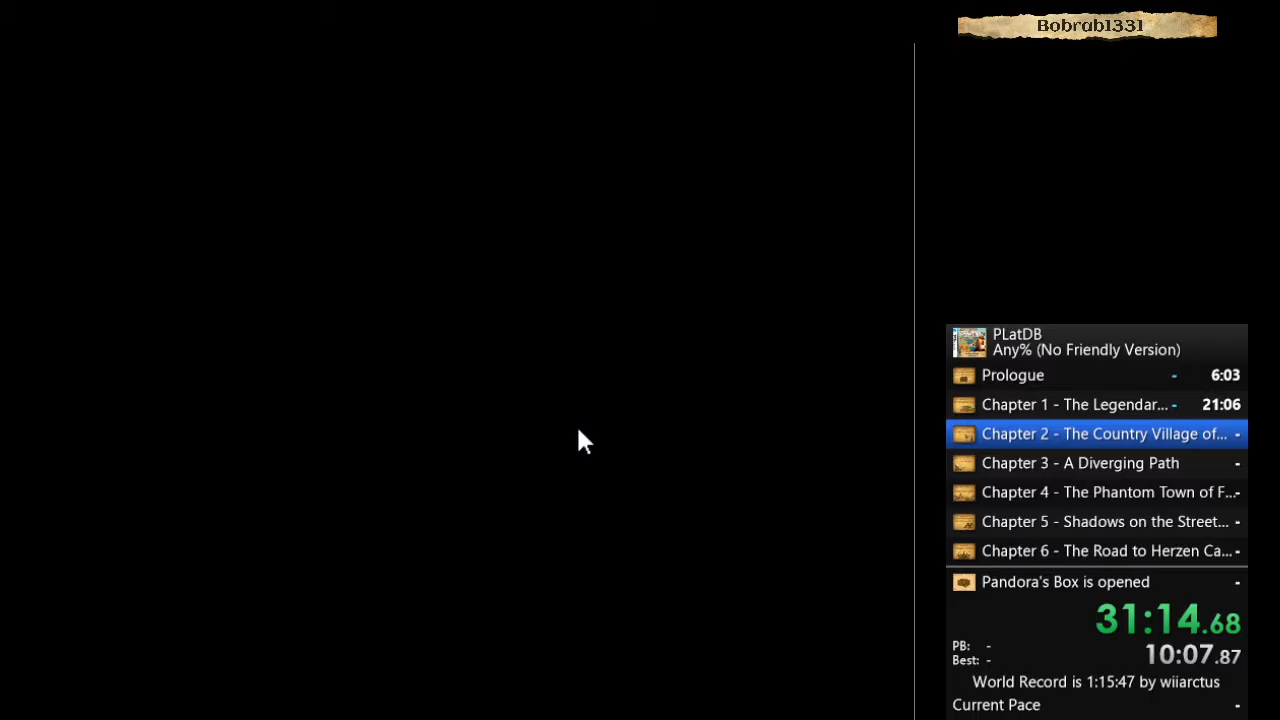 Bobrab1331
PLatDB
Any% (No Friendly Version)
Prologue - 6:03
Chapter 1 - The Legendar... - 21:06
Chapter 2 - The Country Village of... -
Chapter 3 - A Diverging Path -
Chapter 4 - The Phantom Town of F... -
Chapter 5 - Shadows on the Street... -
Chapter 6 - The Road to Herzen Ca... -
Pandora's Box is opened -
31:14.68
PB: -
Best: - 10:07.87
World Record is 1:15:47 by wiiarctus
Current Pace -